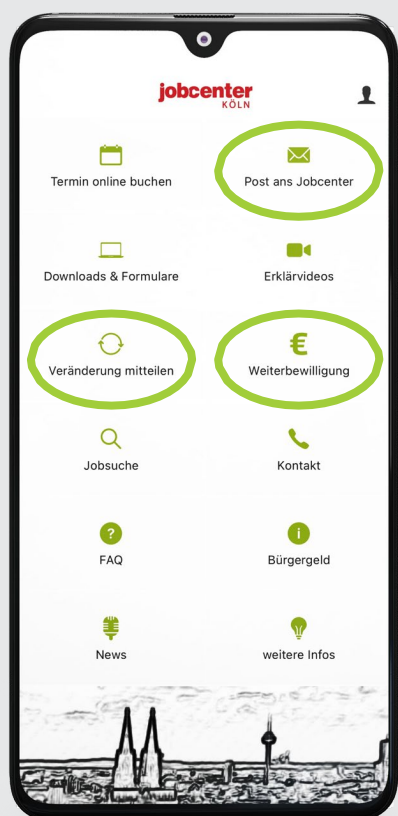 jobcenter
KÖLN
Termin online buchen
Post ans Jobcenter
Downloads & Formulare
Erklärvideos
€
Veränderung mitteilen
Weiterbewilligung
Jobsuche
Kontakt
?
i
FAQ
Bürgergeld
News
weitere Infos